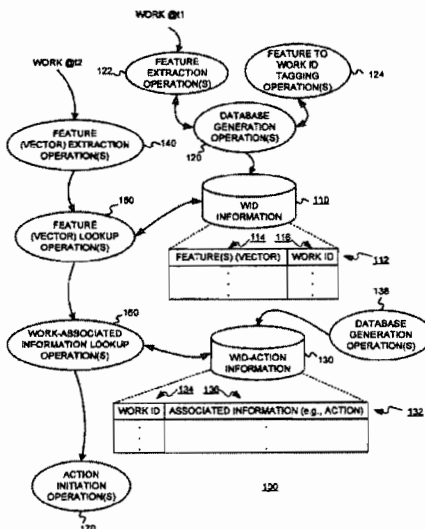 WORK @t1
WORK @t2
122
FEATURE
EXTRACTION
OPERATION(S)
FEATURE TO
WORK ID
TAGGING
OPERATION(S)
124
FEATURE
(VECTOR) EXTRACTION
OPERATION(S)
140
DATABASE
GENERATION
OPERATION(S)
120
150
FEATURE
(VECTOR) LOOKUP
OPERATION(S)
WID
INFORMATION
110
114
116
FEATURE(S) (VECTOR)
WORK ID
112
160
WORK-ASSOCIATED
INFORMATION LOOKUP
OPERATION(S)
WID-ACTION
INFORMATION
130
138
DATABASE
GENERATION
OPERATION(S)
134
136
WORK ID
ASSOCIATED INFORMATION (e.g., ACTION)
132
ACTION
INITIATION
OPERATION(S)
170
100